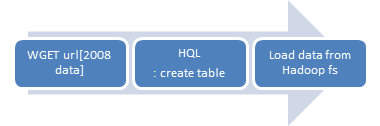 WGET url[2008
data]
HQL
: create table
Load data from
Hadoop fs